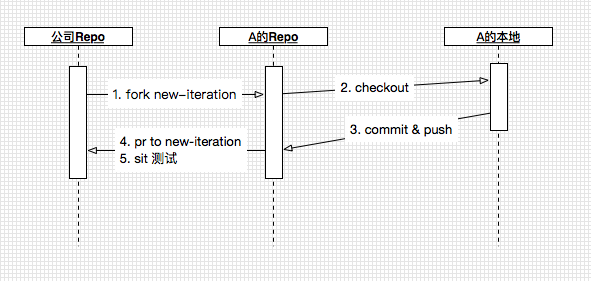 公司Repo
A的Repo
A的本地
1. fork new-iteration
2. checkout
3. commit & push
4. pr to new-iteration
5. sit 测试